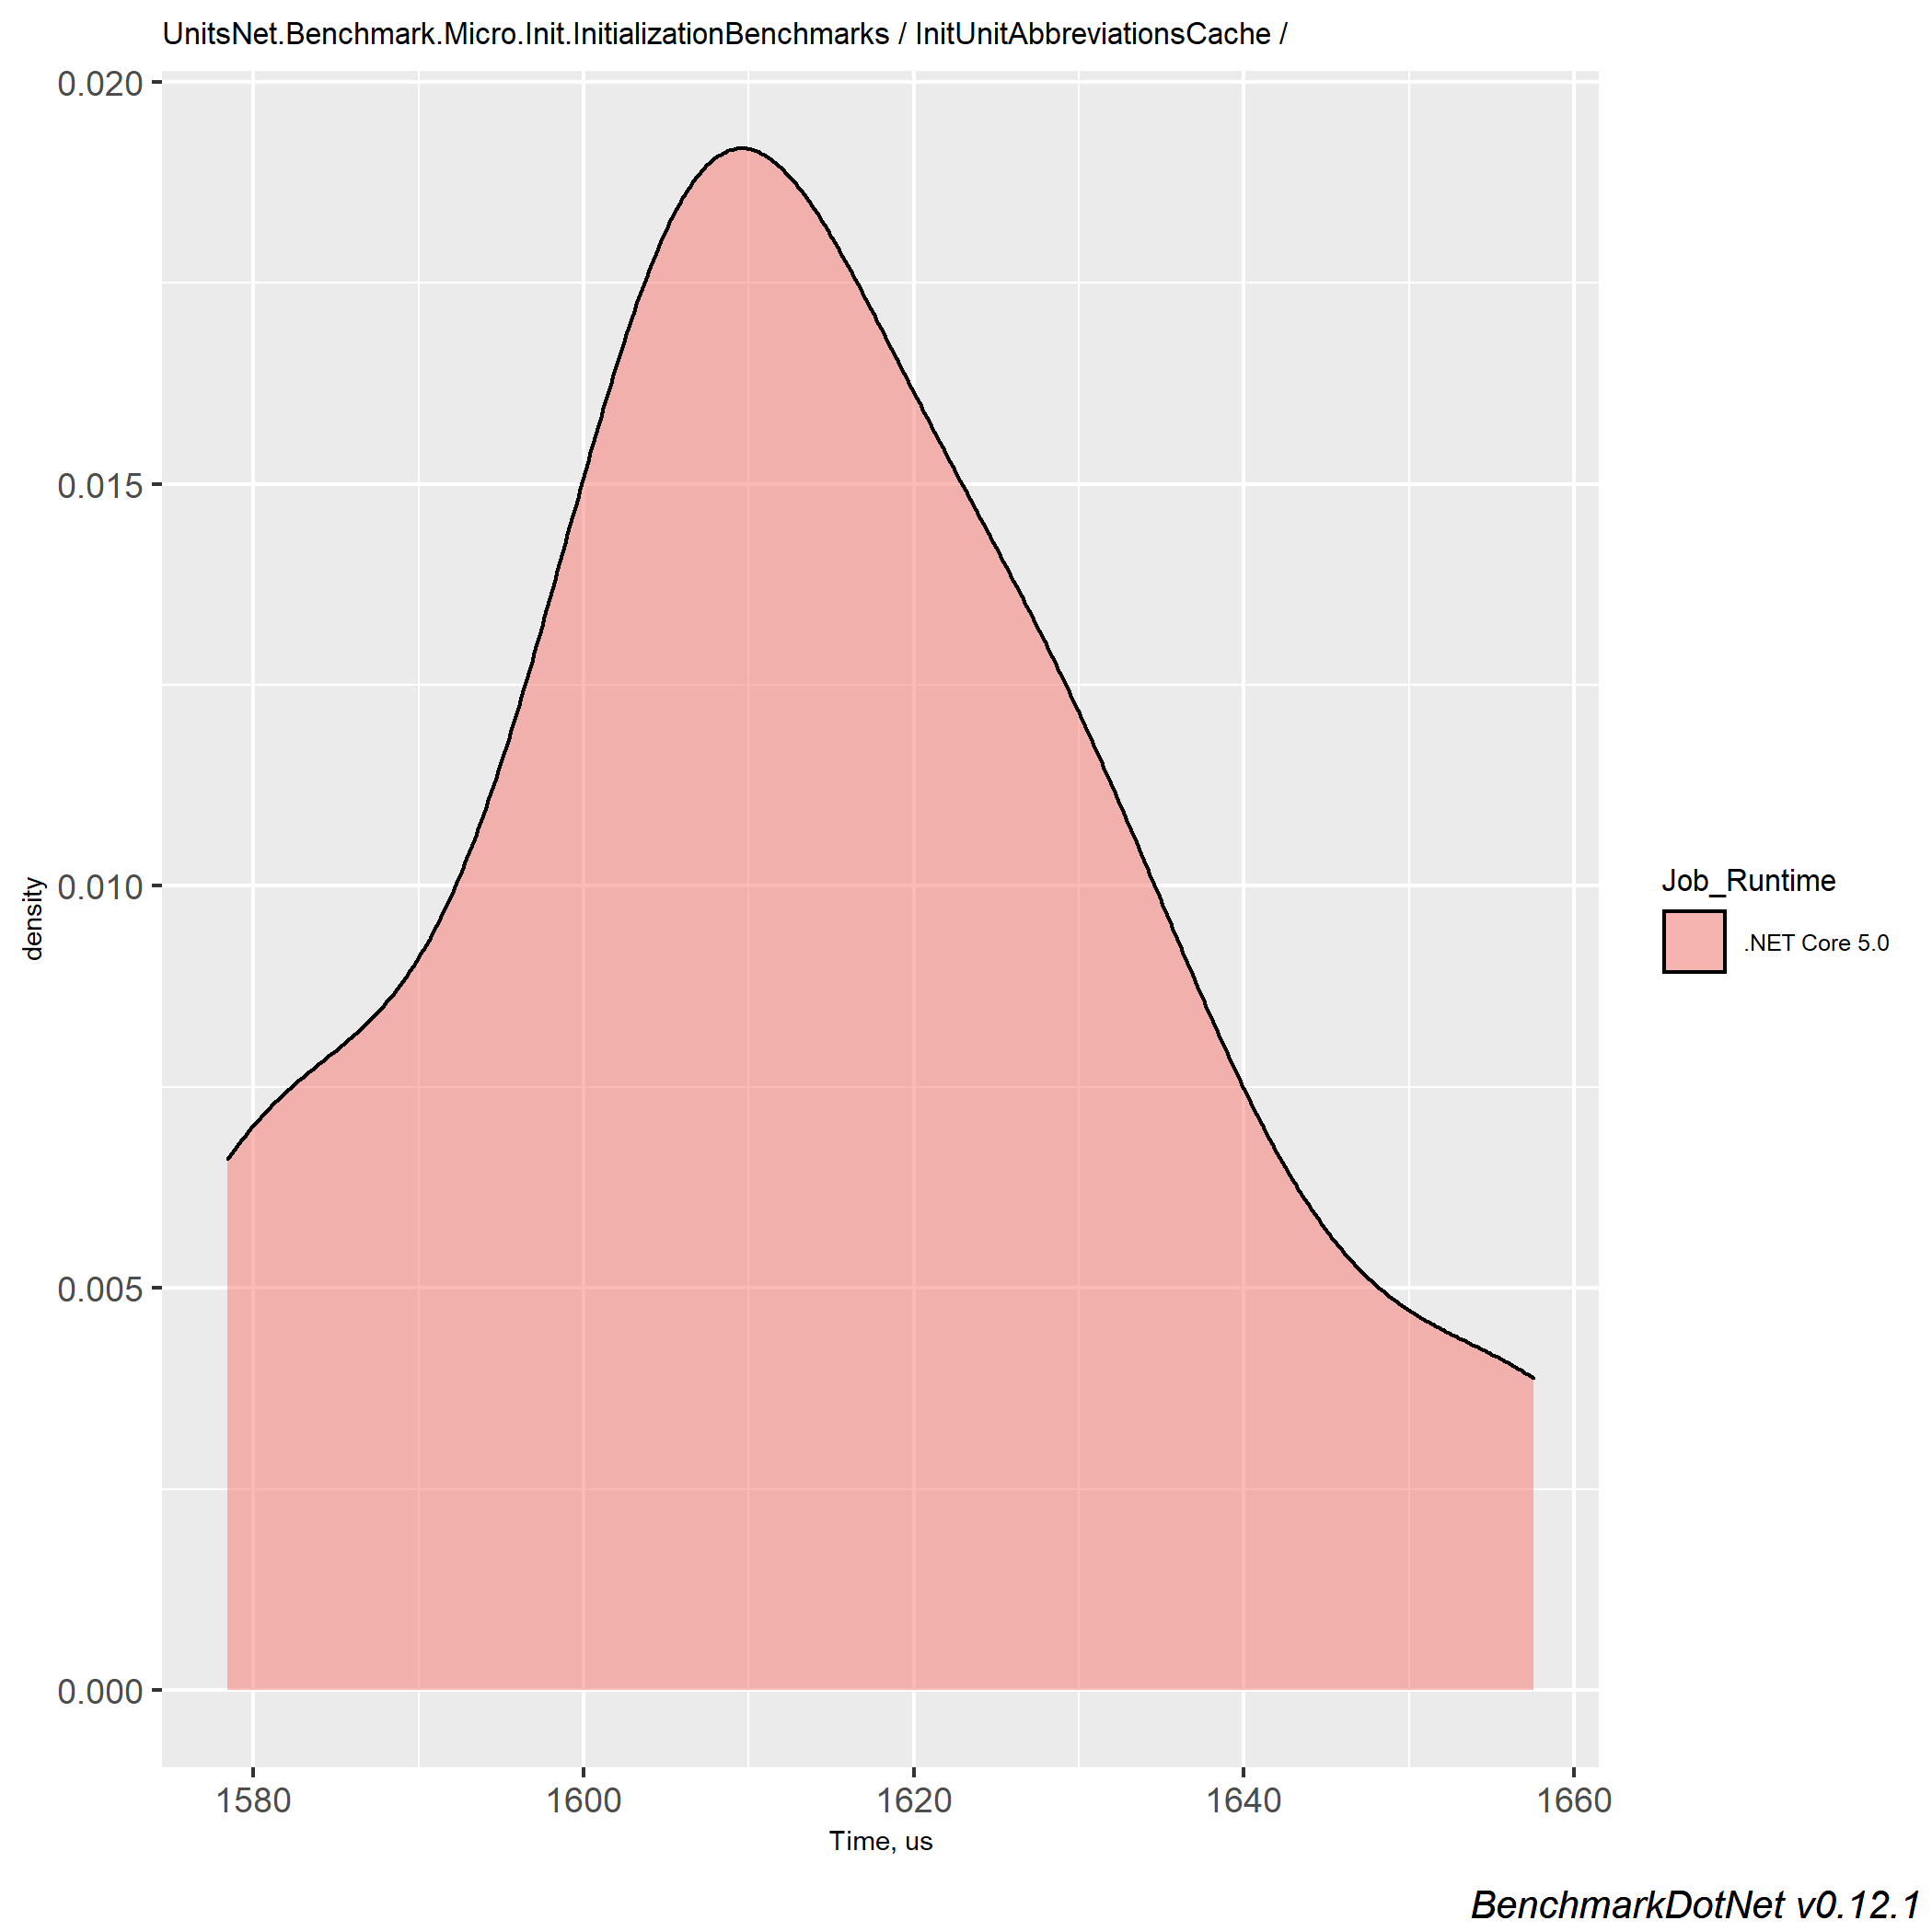 UnitsNet.Benchmark.Micro.Init.InitializationBenchmarks / InitUnitAbbreviationsCache /
0.020
0.015
0.010
0.005
0.000
density
1580 1600 1620 1640 1660
Time, us
Job_Runtime
.NET Core 5.0
BenchmarkDotNet v0.12.1